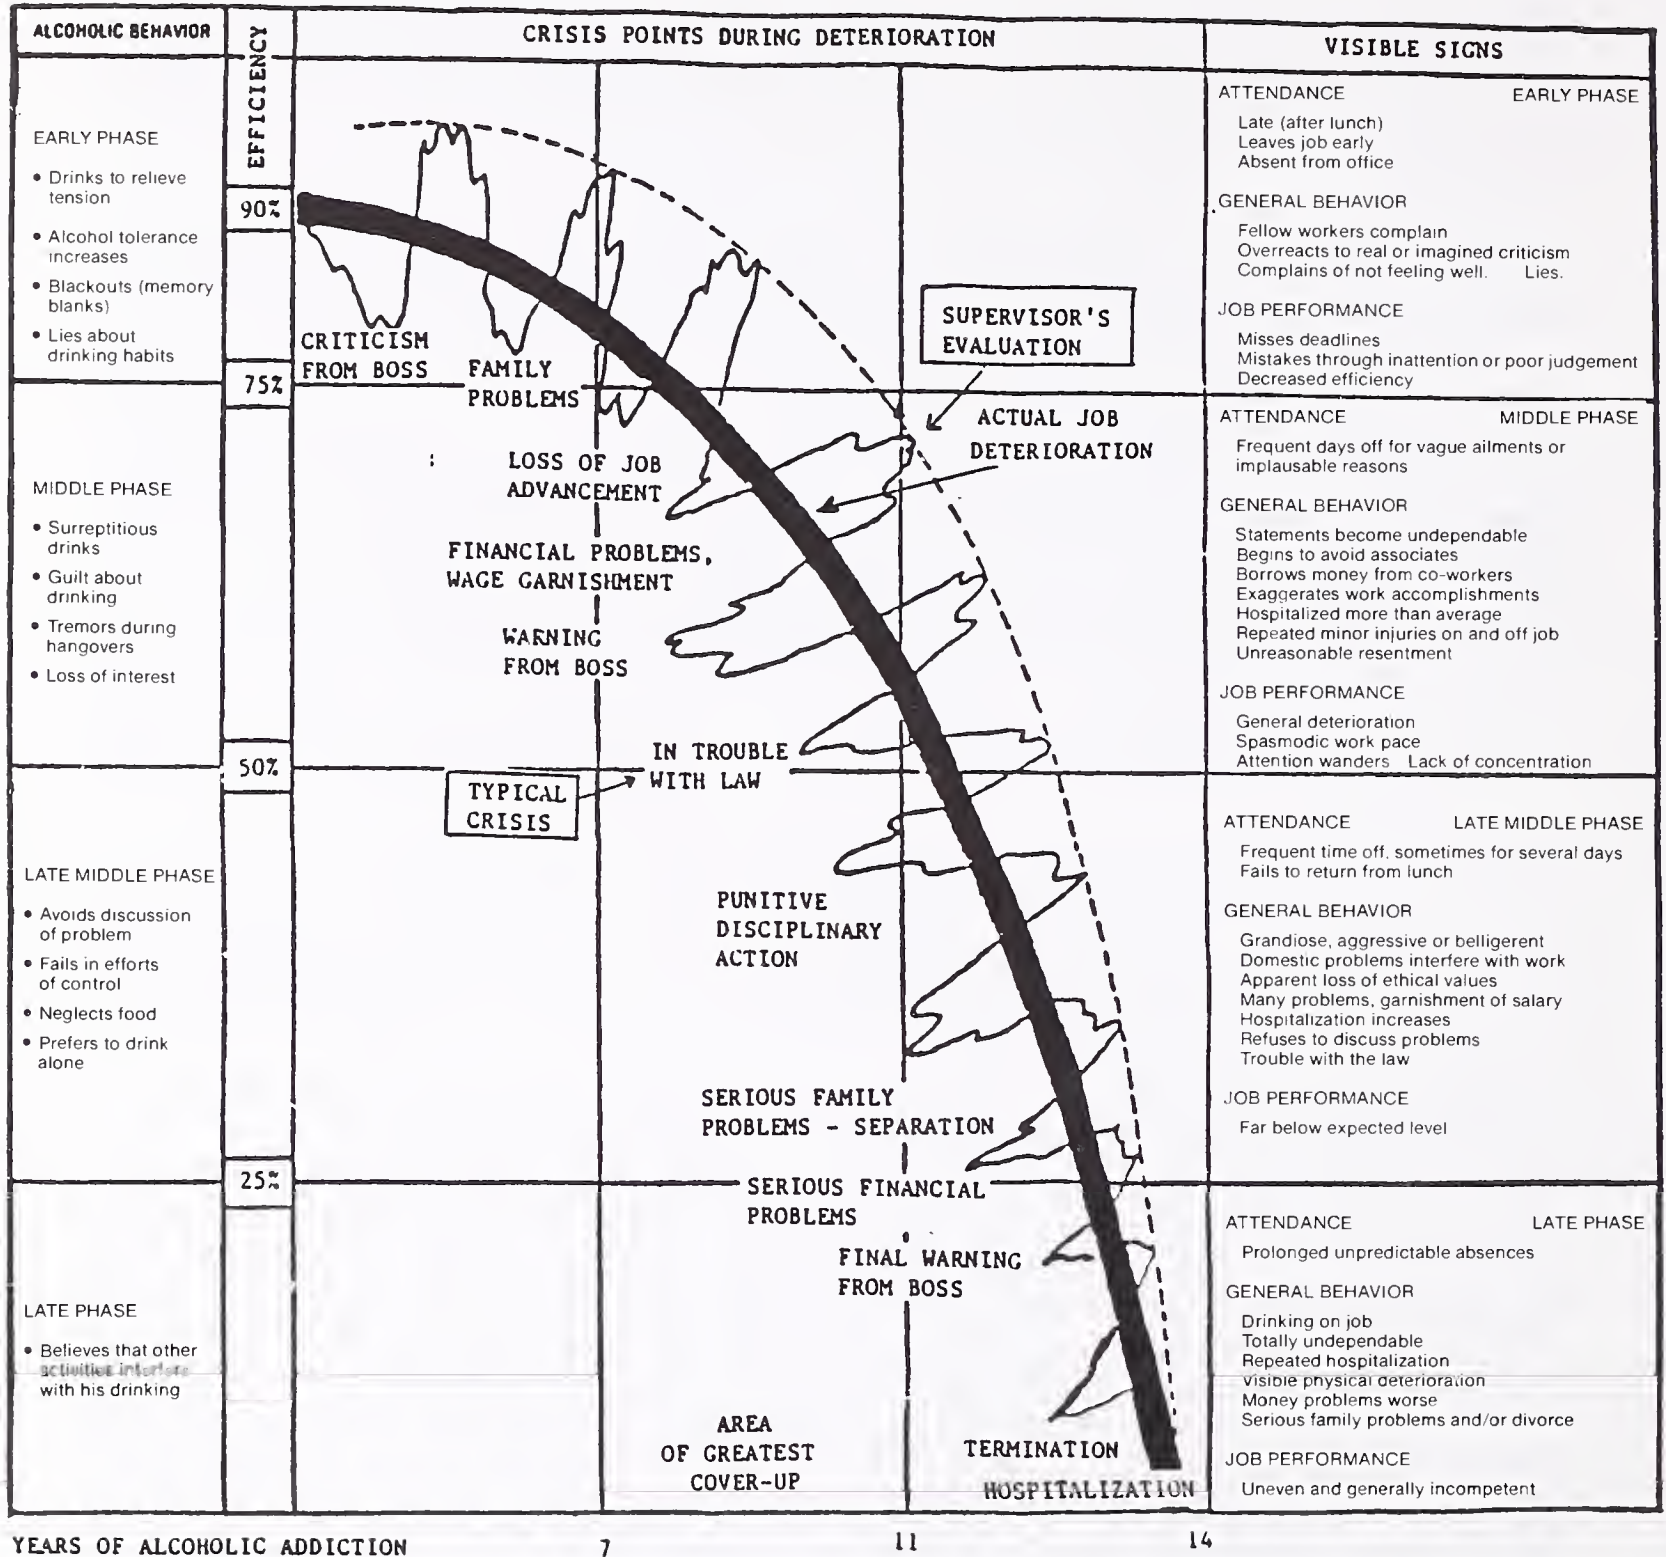 ALCOHOLIC BEHAVIOR
EFFICIENCY
CRISIS POINTS DURING DETERIORATION
VISIBLE SIGNS
EARLY PHASE
• Drinks to relieve
tension
• Alcohol tolerance
increases
• Blackouts (memory
blanks)
• Lies about
drinking habits
MIDDLE PHASE
• Surreptitious
drinks
• Guilt about
drinking
• Tremors during
hangovers
• Loss of interest
LATE MIDDLE PHASE
• Avoids discussion
of problem
• Fails in efforts
of control
• Neglects food
• Prefers to drink
alone
LATE PHASE
• Believes that other
activities interfere
with his drinking
90%
75%
50%
25%
CRITICISM
FROM BOSS
FAMILY
PROBLEMS
SUPERVISOR'S
EVALUATION
ACTUAL JOB
DETERIORATION
LOSS OF JOB
ADVANCEMENT
FINANCIAL PROBLEMS,
WAGE GARNISHMENT
WARNING
FROM BOSS
IN TROUBLE
WITH LAW
TYPICAL
CRISIS
PUNITIVE
DISCIPLINARY
ACTION
SERIOUS FAMILY
PROBLEMS - SEPARATION
SERIOUS FINANCIAL
PROBLEMS
FINAL WARNING
FROM BOSS
AREA
OF GREATEST
COVER-UP
TERMINATION
HOSPITALIZATION
ATTENDANCE EARLY PHASE
Late (after lunch)
Leaves job early
Absent from office
GENERAL BEHAVIOR
Fellow workers complain
Overreacts to real or imagined criticism
Complains of not feeling well. Lies.
JOB PERFORMANCE
Misses deadlines
Mistakes through inattention or poor judgement
Decreased efficiency
ATTENDANCE MIDDLE PHASE
Frequent days off for vague ailments or
implausable reasons
GENERAL BEHAVIOR
Statements become undependable
Begins to avoid associates
Borrows money from co-workers
Exaggerates work accomplishments
Hospitalized more than average
Repeated minor injuries on and off job
Unreasonable resentment
JOB PERFORMANCE
General deterioration
Spasmodic work pace
Attention wanders Lack of concentration
ATTENDANCE LATE MIDDLE PHASE
Frequent time off, sometimes for several days
Fails to return from lunch
GENERAL BEHAVIOR
Grandiose, aggressive or belligerent
Domestic problems interfere with work
Apparent loss of ethical values
Many problems, garnishment of salary
Hospitalization increases
Refuses to discuss problems
Trouble with the law
JOB PERFORMANCE
Far below expected level
ATTENDANCE LATE PHASE
Prolonged unpredictable absences
GENERAL BEHAVIOR
Drinking on job
Totally undependable
Repeated hospitalization
Visible physical deterioration
Money problems worse
Serious family problems and/or divorce
JOB PERFORMANCE
Uneven and generally incompetent
YEARS OF ALCOHOLIC ADDICTION 7 11 14